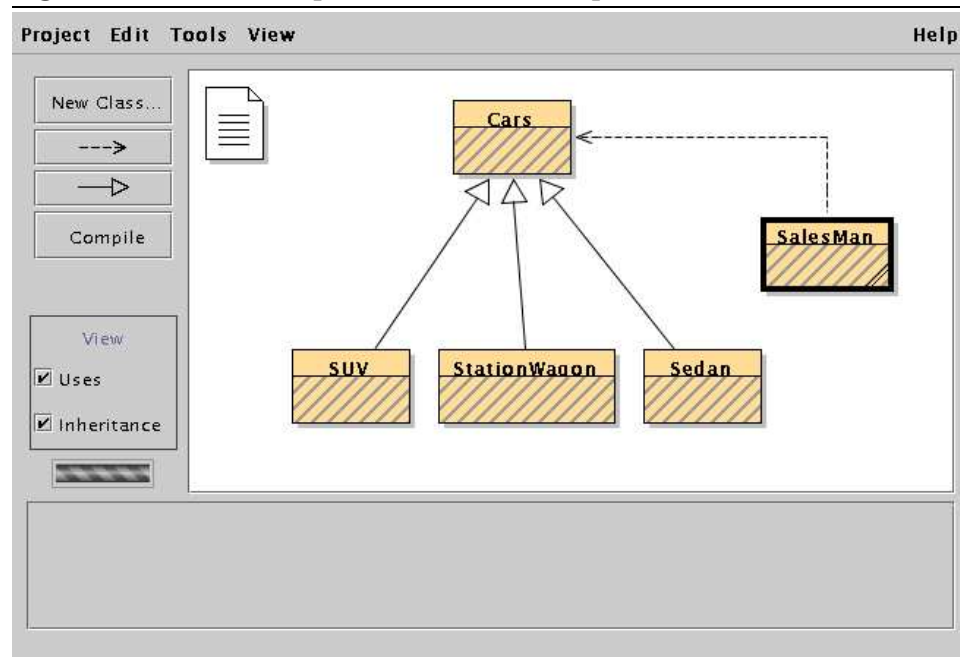 Project Edit Tools View Help
New Class...
Compile
View
Uses
Inheritance
Cars
SalesMan
SUV StationWagon Sedan